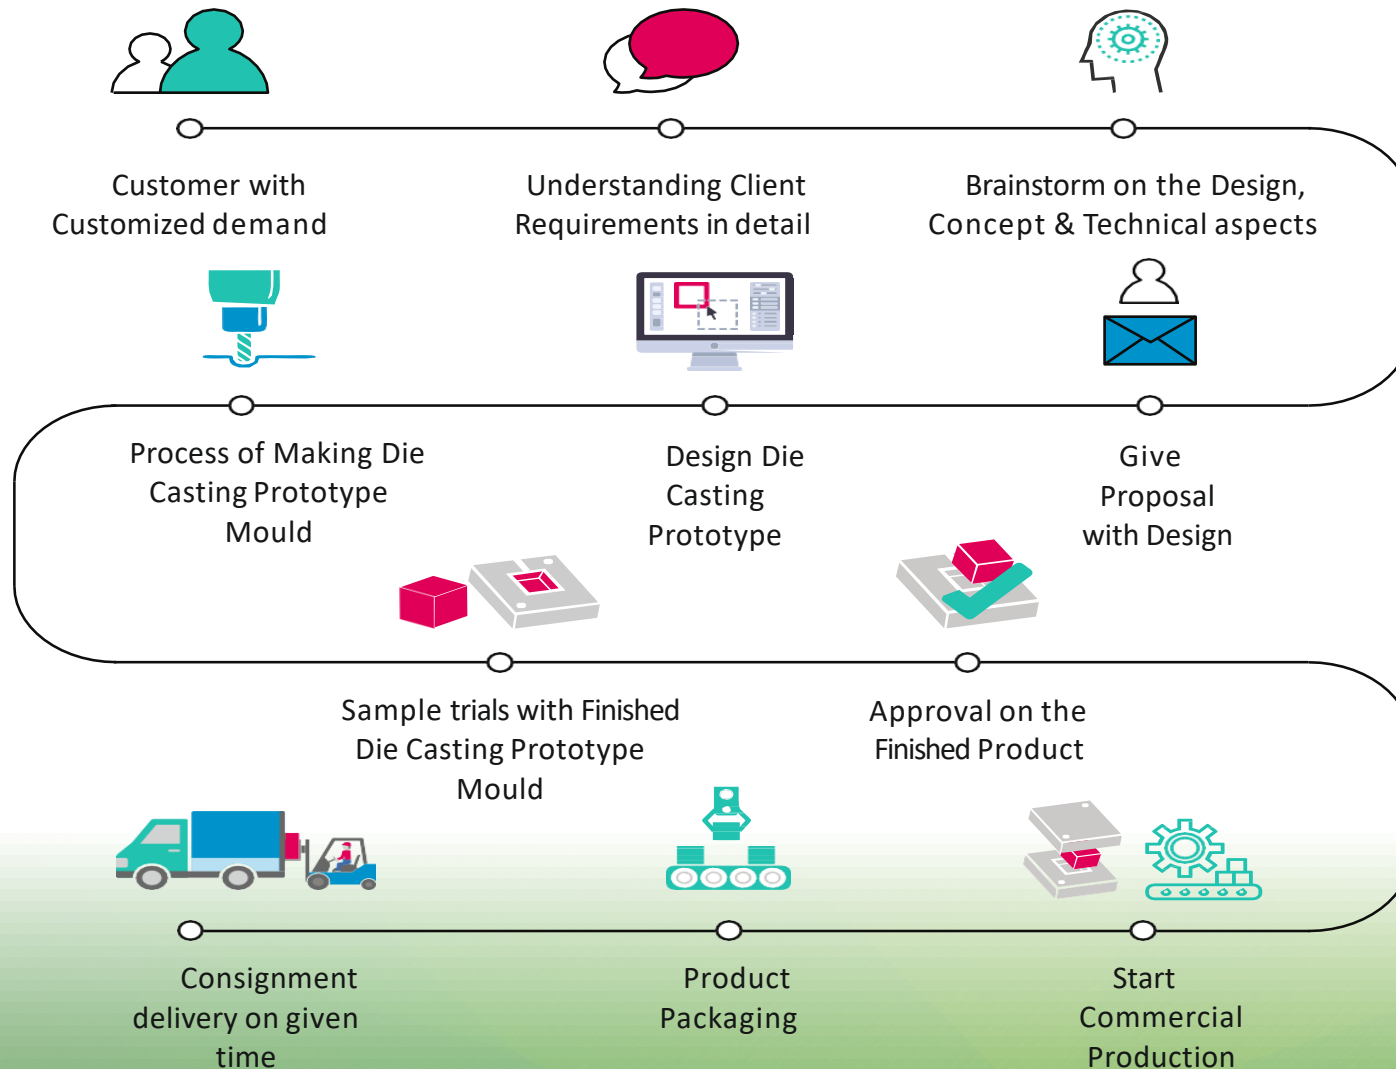 Customer with
Customized demand
Understanding Client
Requirements in detail
Brainstorm on the Design,
Concept & Technical aspects
Process of Making Die
Casting Prototype
Mould
Design Die
Casting
Prototype
Give
Proposal
with Design
Sample trials with Finished
Die Casting Prototype
Mould
Approval on the
Finished Product
Consignment
delivery on given
time
Product
Packaging
Start
Commercial
Production